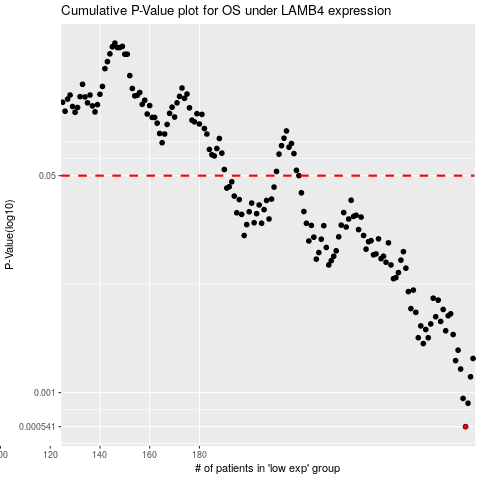 Cumulative P-Value plot for OS under LAMB4 expression
P-Value(log10)
0.05
0.001
0.000541
00 120 140 160 180
# of patients in 'low exp' group